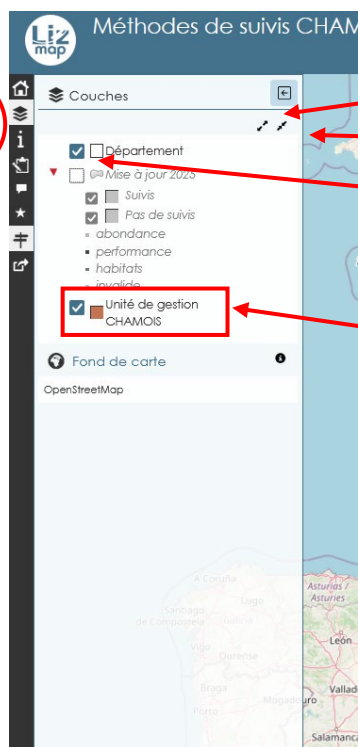 Liz
map
Méthodes de suivis CHAM
Couches
Département
Mise à jour 2025
Suivis
Pas de suivis
abondance
performance
habitats
invalide
Unité de gestion
CHAMOIS
Fond de carte
OpenStreetMap
A Coruña
Lugo
Santiago
de Compostela
Vigo
Ourense
Braga
Porto
Asturias /
Asturies
León
Vallad
Salamanca